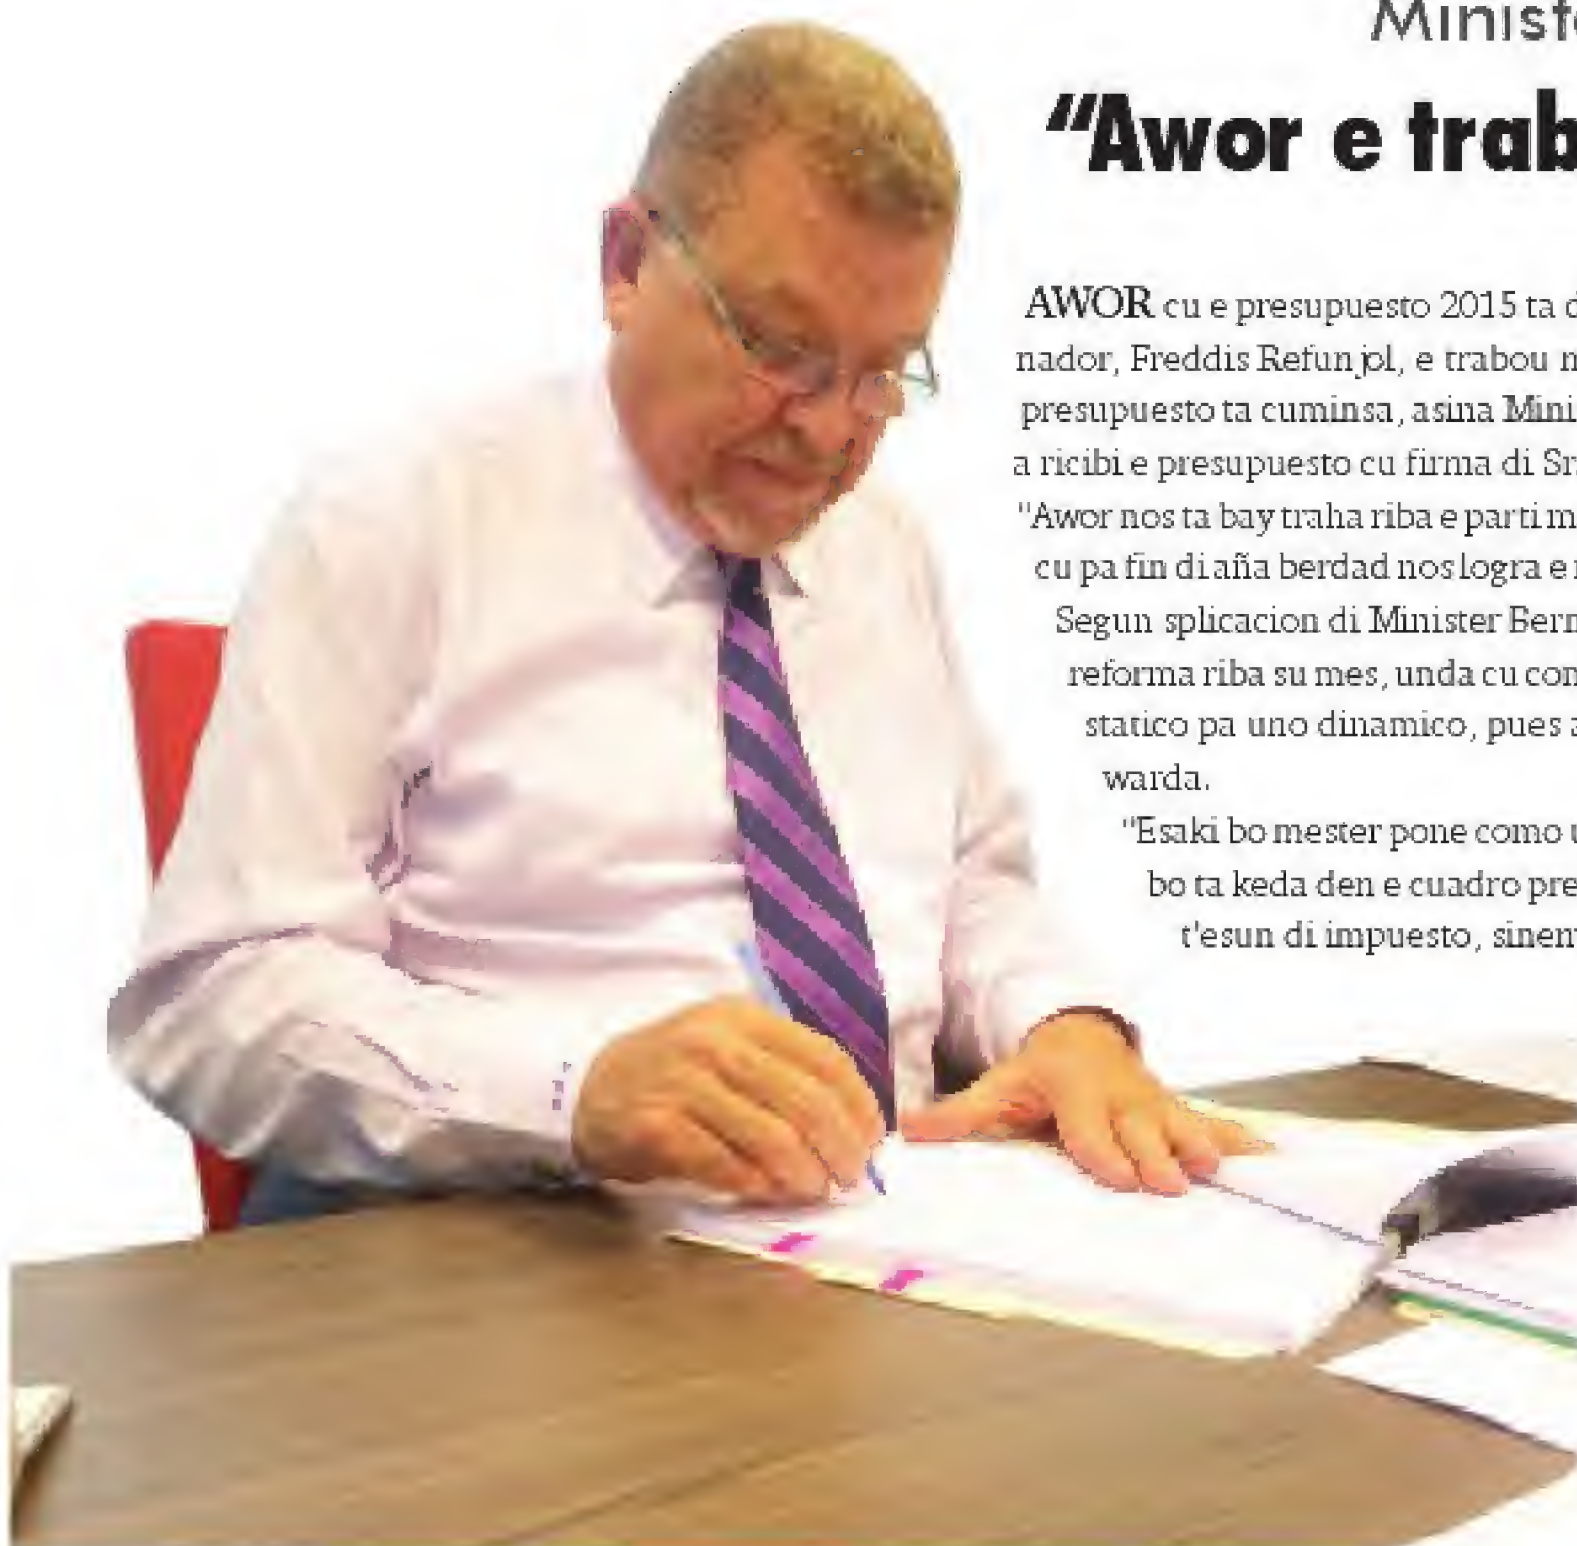 Minist
“Awor e trab
AWOR cu e presupuesto 2015 ta
nador, Freddis Refunjol, e trabou
presupuesto ta cuminsa, asina Mini
a ricibi e presupuesto cu firma di Sr
"Awor nos ta bay traha riba e parti m
cu pa fin di aña berdad nos logra e
Segun splicacion di Minister Berm
reforma riba su mes, unda cu con
statico pa uno dinamico, pues a
warda.
"Esaki bo mester pone como u
bo ta keda den e cuadro pre
t'esun di impuesto, sinem